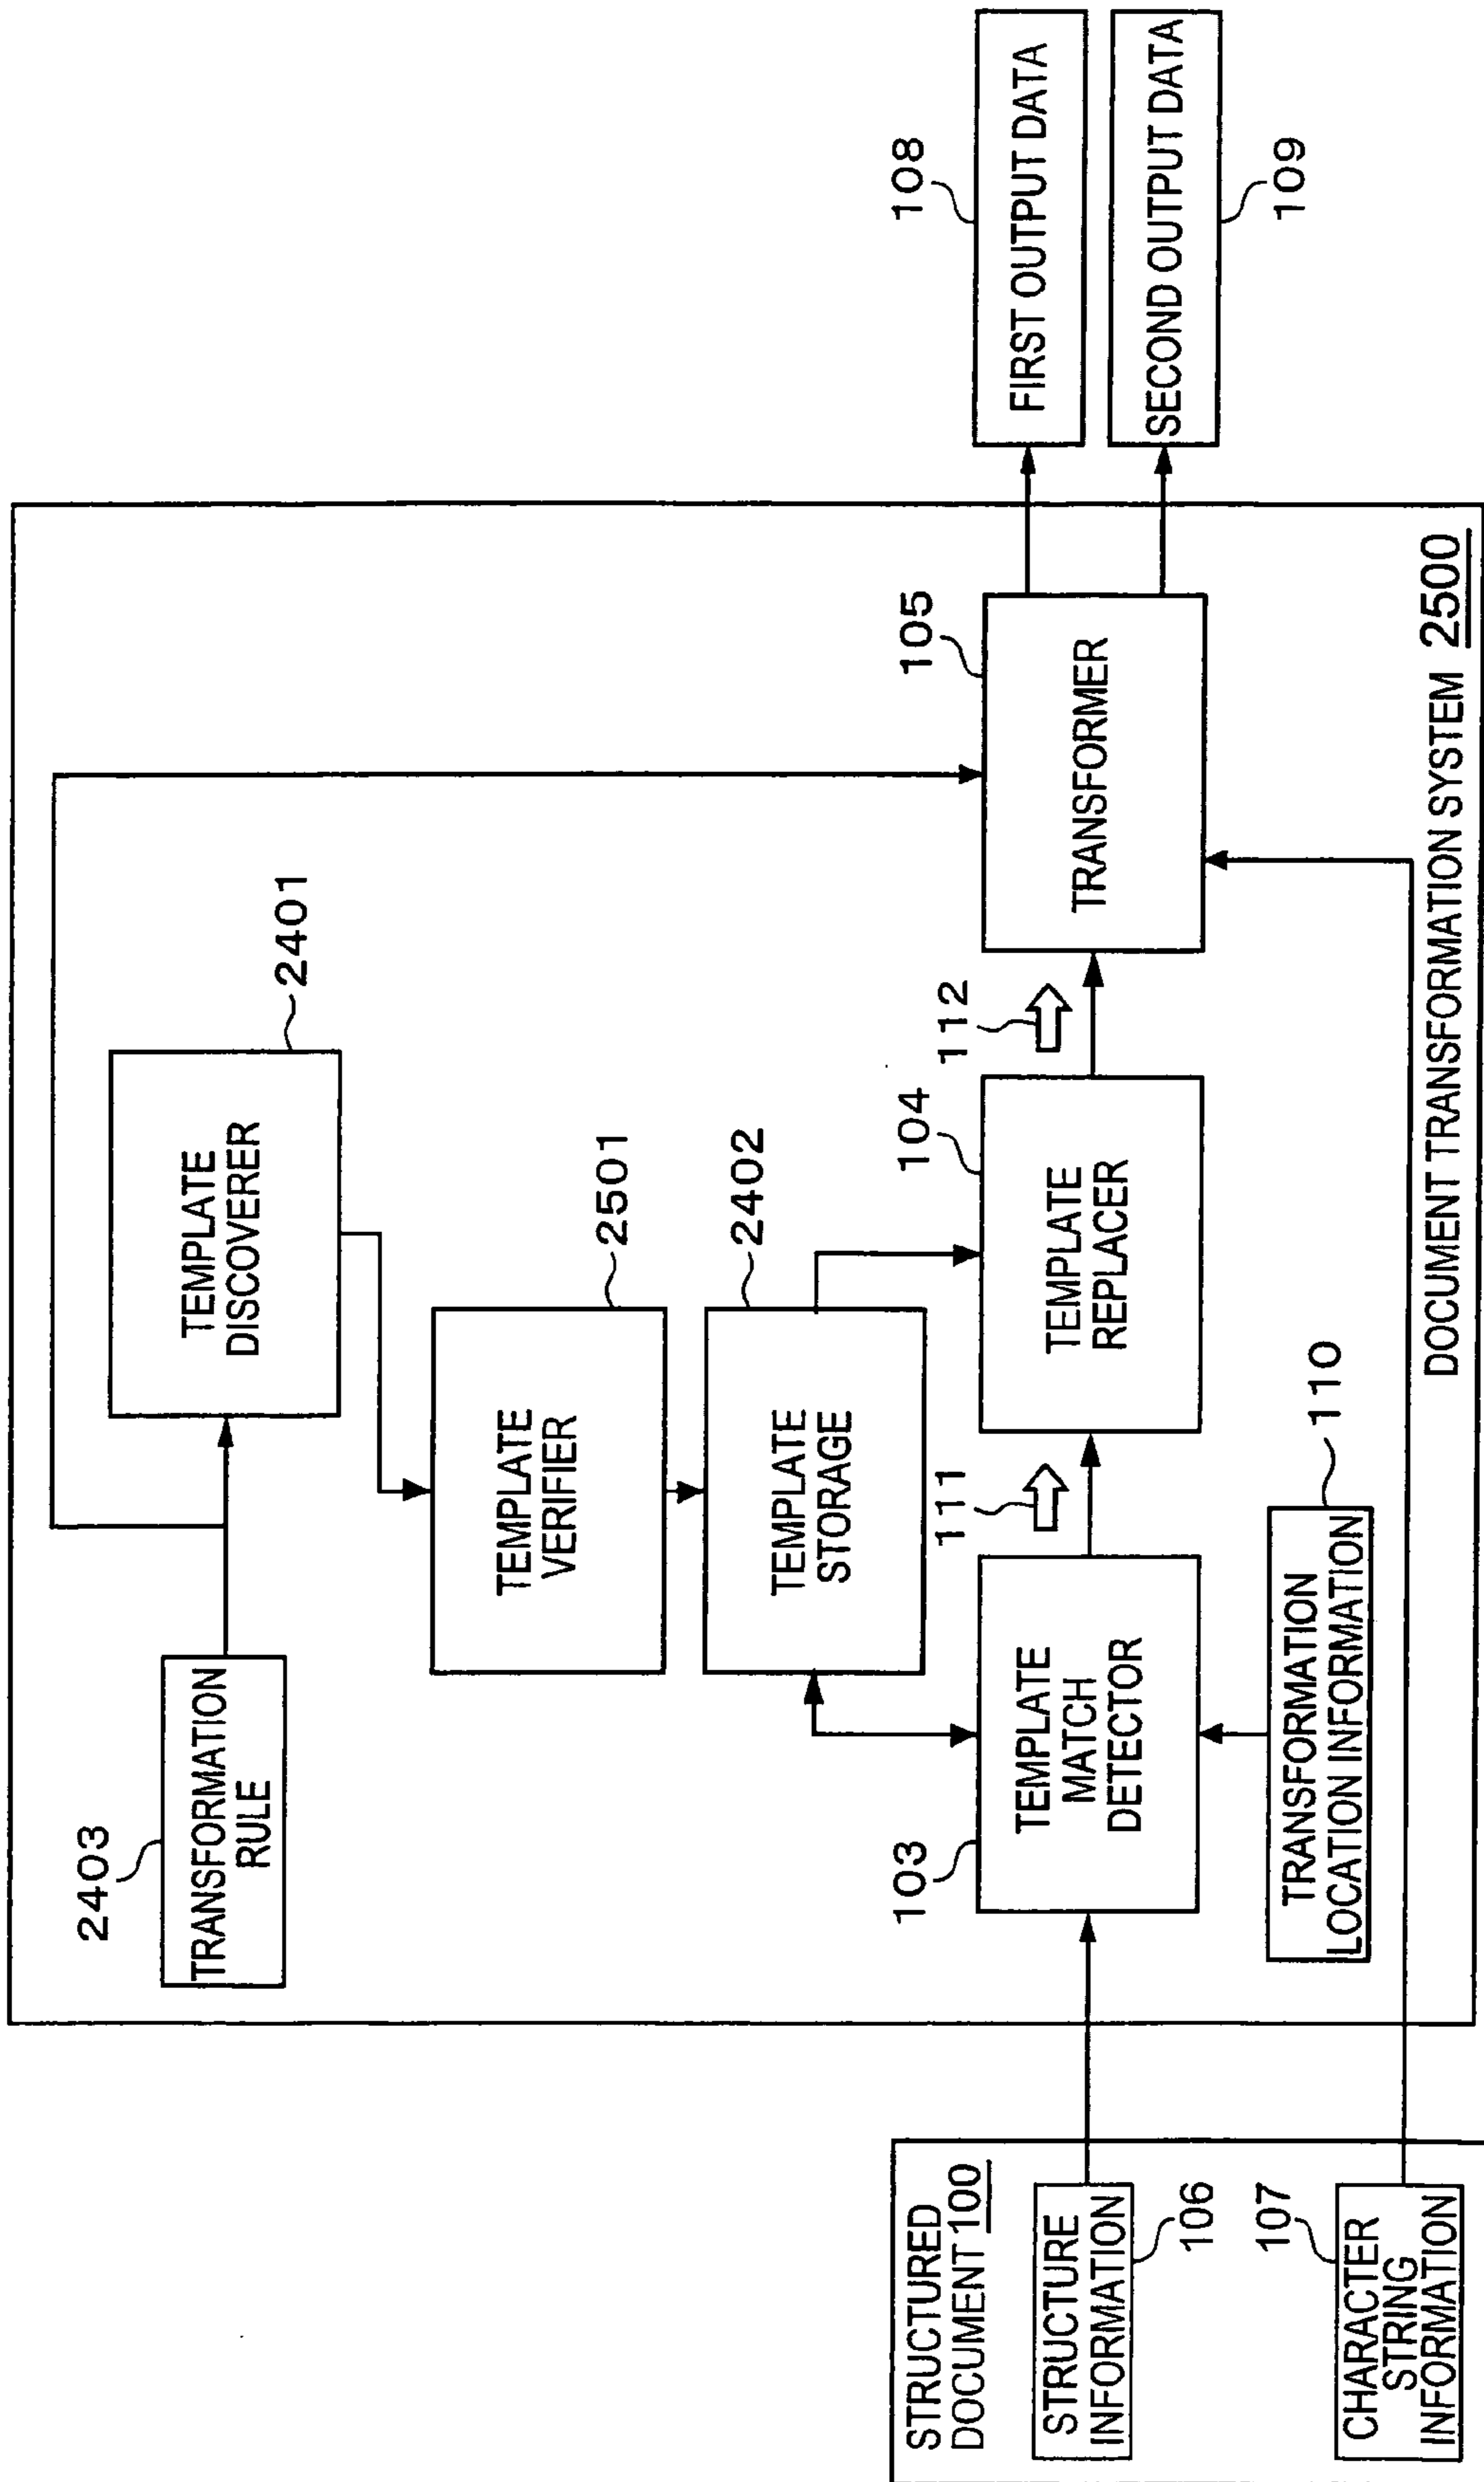 2403
TRANSFORMATION
RULE
TEMPLATE
DISCOVERER
2401
TEMPLATE
VERIFIER
2501
TEMPLATE
STORAGE
2402
108
FIRST OUTPUT DATA
SECOND OUTPUT DATA
109
STRUCTURED
DOCUMENT 100
STRUCTURE
INFORMATION
106
107
CHARACTER
STRING
INFORMATION
103
TEMPLATE
MATCH
DETECTOR
111
104
TEMPLATE
REPLACER
112
105
TRANSFORMER
TRANSFORMATION
LOCATION INFORMATION
110
DOCUMENT TRANSFORMATION SYSTEM 2500